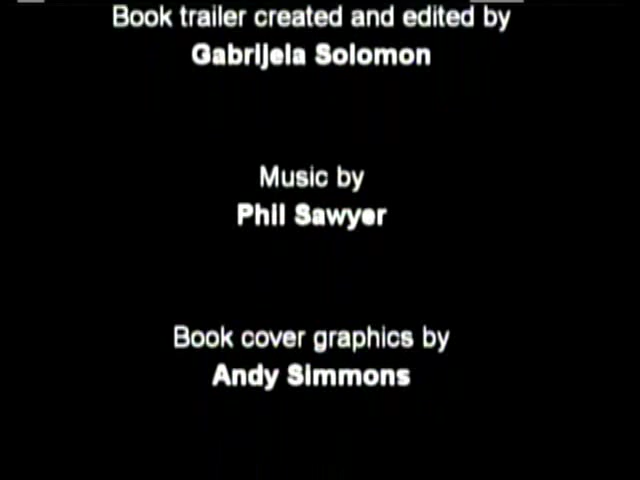 Book trailer created and edited by
Gabrijela Solomon
Music by
Phil Sawyer
Book cover graphics by
Andy Simmons